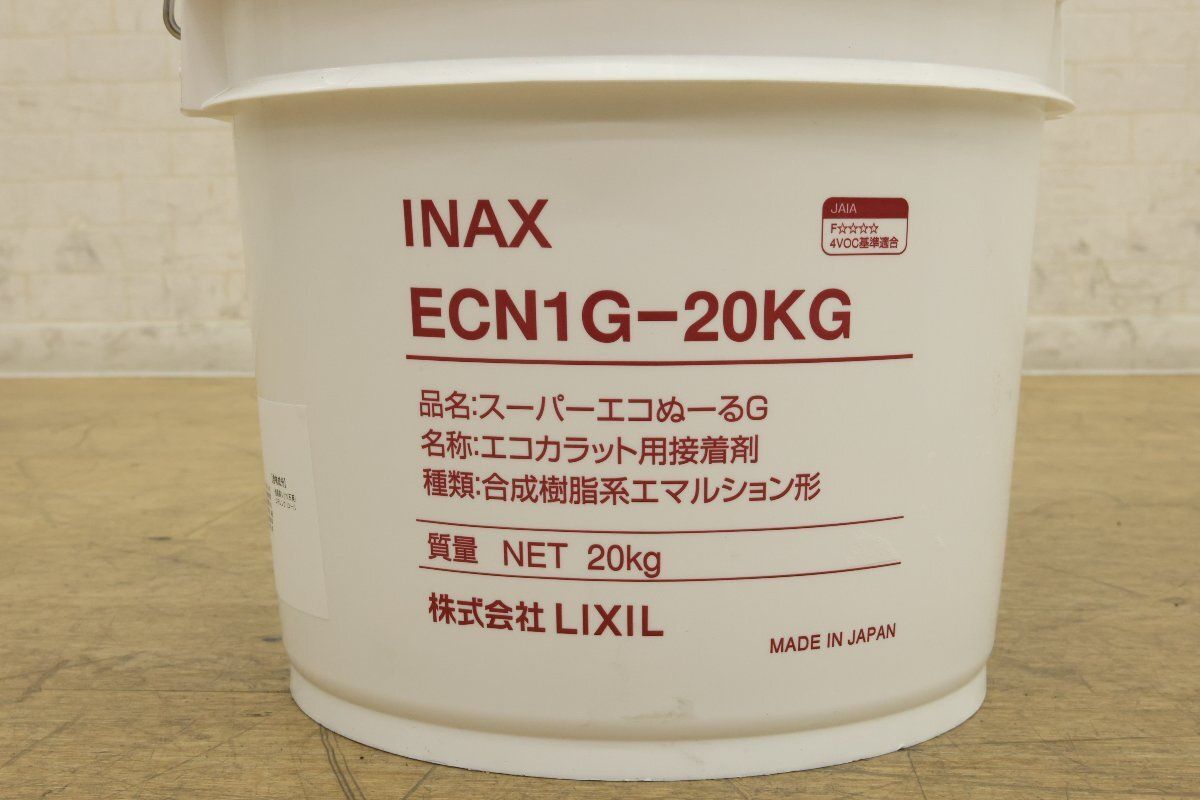 INAX
JAIA
F☆☆☆☆
4VOC基準適合
ECN1G-20KG
品名:スーパーエコぬーるG
名称:エコカラット用接着剤
種類:合成樹脂系エマルション形
質量 NET 20kg
株式会社 LIXIL
MADE IN JAPAN